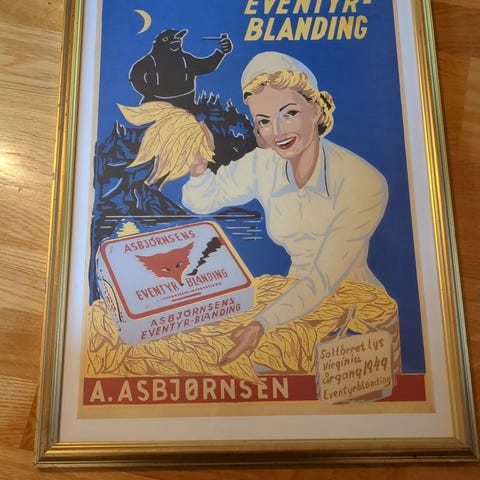 EVENTYR-
BLANDING
ASBJØRNSENS
EVENTYR BLANDING
ASBJØRNSENS
EVENTYR-BLANDING
Soltørret lys
Virginia
årgang 1949
Eventyrblanding
A. ASBJØRNSEN